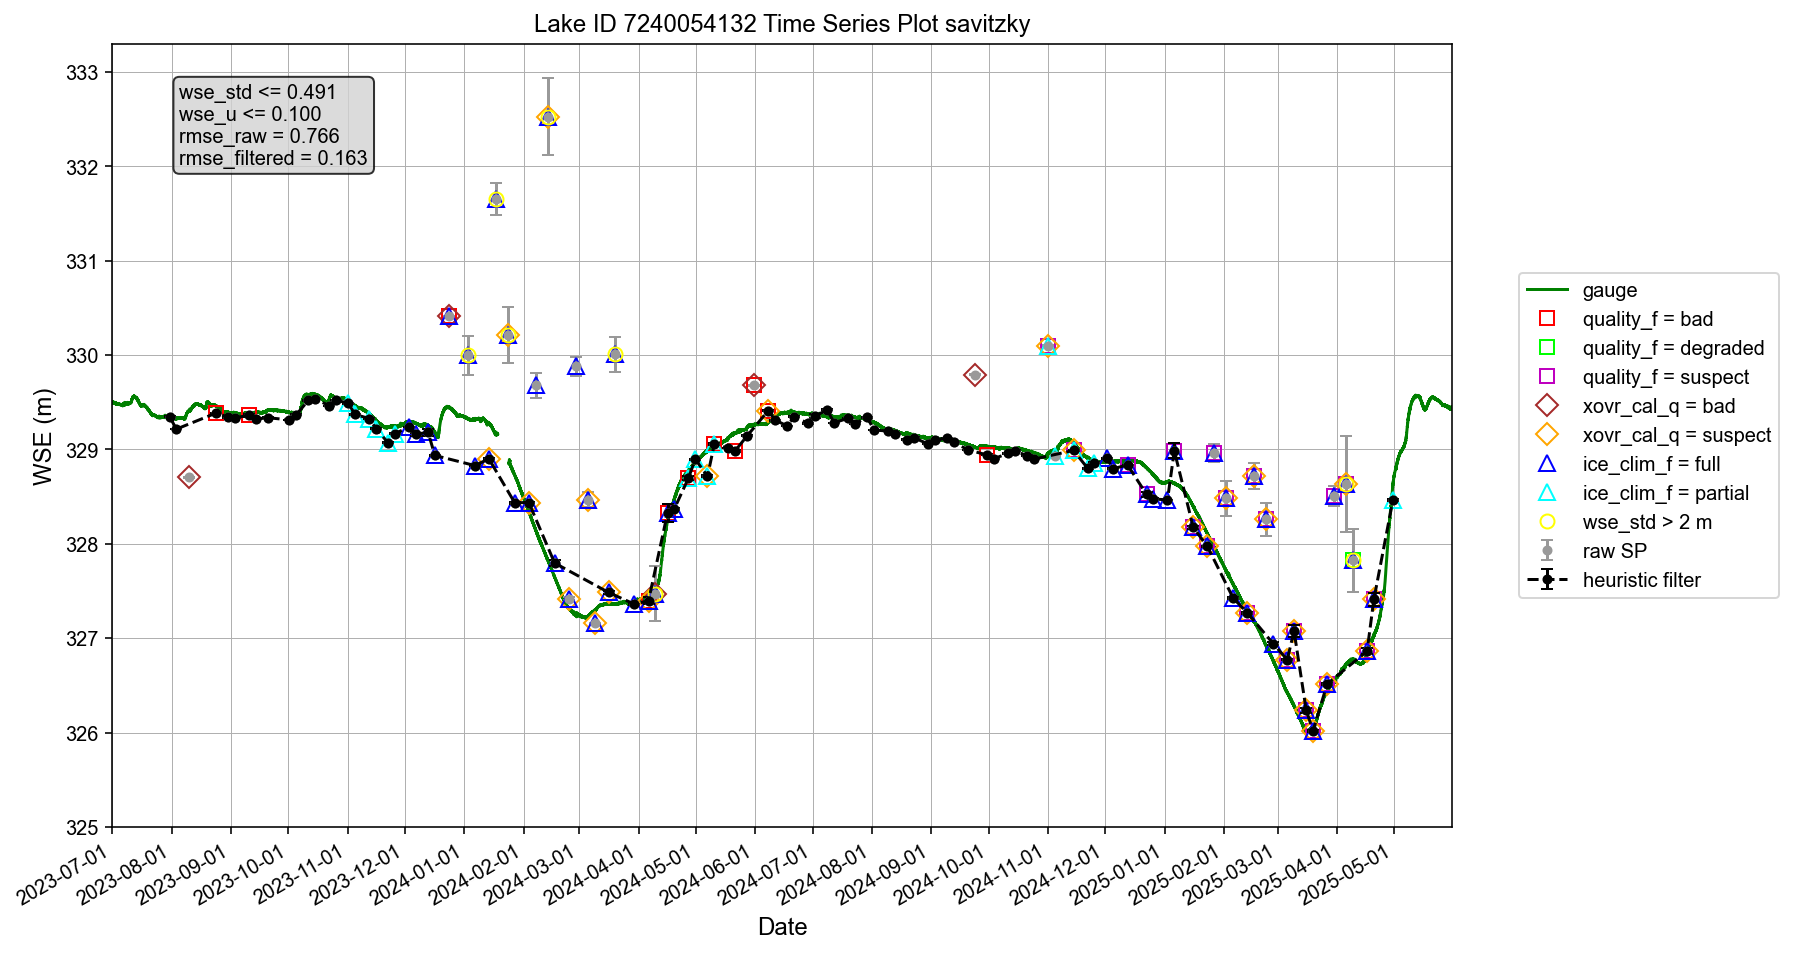 Lake ID 7240054132 Time Series Plot savitzky
wse_std <= 0.491
wse_u <= 0.100
rmse_raw = 0.766
rmse_filtered = 0.163
WSE (m)
333
332
331
330
329
328
327
326
325
2023-07-01
2023-08-01
2023-09-01
2023-10-01
2023-11-01
2023-12-01
2024-01-01
2024-02-01
2024-03-01
2024-04-01
2024-05-01
2024-06-01
2024-07-01
2024-08-01
2024-09-01
2024-10-01
2024-11-01
2024-12-01
2025-01-01
2025-02-01
2025-03-01
2025-04-01
2025-05-01
Date
gauge
quality_f = bad
quality_f = degraded
quality_f = suspect
xovr_cal_q = bad
xovr_cal_q = suspect
ice_clim_f = full
ice_clim_f = partial
wse_std > 2 m
raw SP
heuristic filter